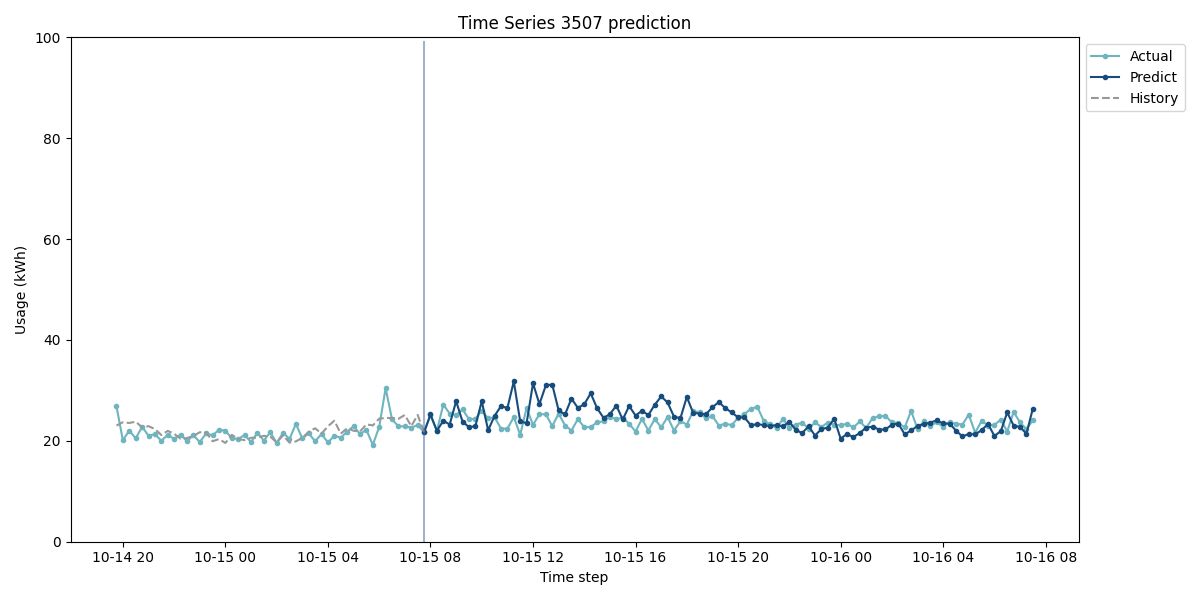 Time Series 3507 prediction
Usage (kWh)
100
80
60
40
20
0
10-14 20
10-15 00
10-15 04
10-15 08
10-15 12
10-15 16
10-15 20
10-16 00
10-16 04
10-16 08
Time step
Actual
Predict
History